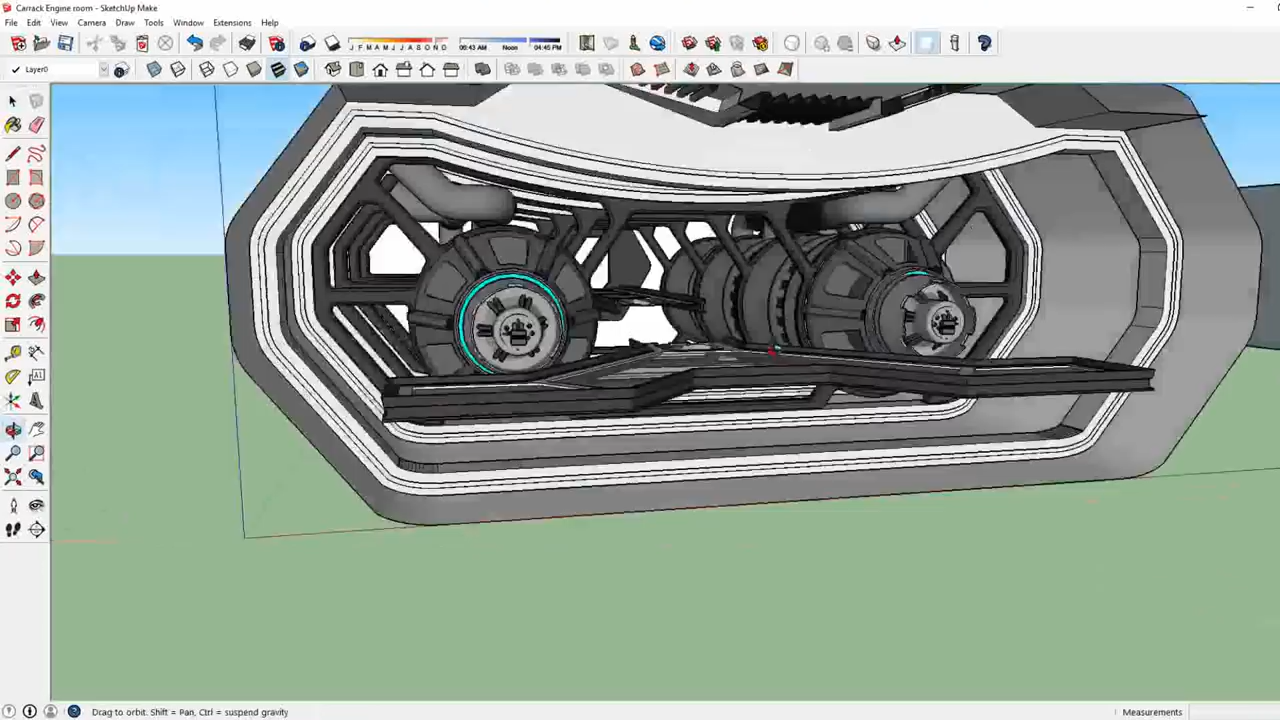 Carrack Engine room - SketchUp Make
File Edit View Camera Draw Tools Window Extensions Help
J F M A M J J A S O N D 06:43 AM Noon 04:45 PM
Layer0
A1
Drag to orbit. Shift = Pan, Ctrl = suspend gravity
Measurements